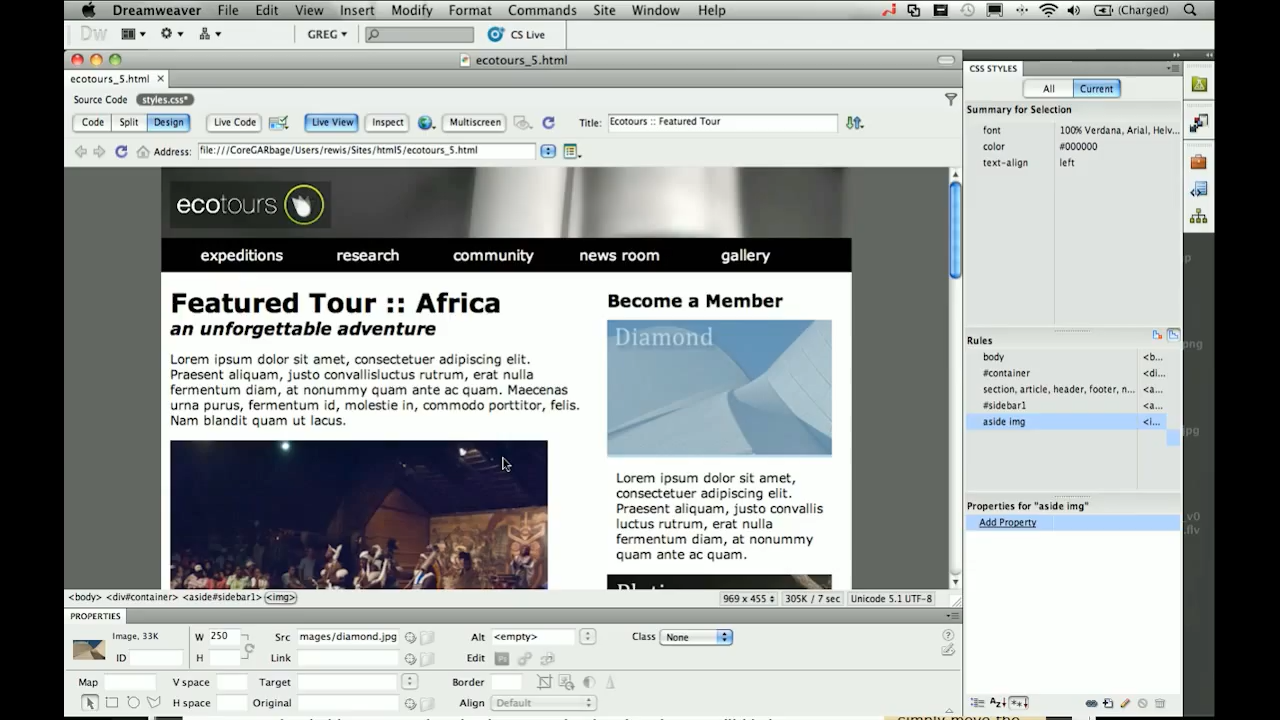 Dreamweaver File Edit View Insert Modify Format Commands Site Window Help (Charged)
Dw GREG CS Live
ecotours_5.html
ecotours_5.html
Source Code styles.css*
Code Split Design Live Code Live View Inspect Multiscreen Title: Ecotours :: Featured Tour
Address: file:///CoreGARbage/Users/rewis/Sites/html5/ecotours_5.html
ecotours
expeditions research community news room gallery
Featured Tour :: Africa
an unforgettable adventure
Lorem ipsum dolor sit amet, consectetuer adipiscing elit.
Praesent aliquam, justo convallisluctus rutrum, erat nulla
fermentum diam, at nonummy quam ante ac quam. Maecenas
urna purus, fermentum id, molestie in, commodo porttitor, felis.
Nam blandit quam ut lacus.
Become a Member
Diamond
Lorem ipsum dolor sit amet,
consectetuer adipiscing elit.
Praesent aliquam, justo convallis
luctus rutrum, erat nulla
fermentum diam, at nonummy
quam ante ac quam.
<body> <div#container> <aside#sidebar1> <img>
969 x 455 305K / 7 sec Unicode 5.1 UTF-8
PROPERTIES
Image, 33K W 250 Src mages/diamond.jpg Alt <empty> Class None
ID H Link Edit
Map V space Target Border
H space Original Align Default
CSS STYLES
All Current
Summary for Selection
font 100% Verdana, Arial, Helv...
color #000000
text-align left
Rules
body <b...
#container <di...
section, article, header, footer, n... <a...
#sidebar1 <a...
aside img <i...
Properties for "aside img"
Add Property
png
jpg
_v0
.flv
simply move the